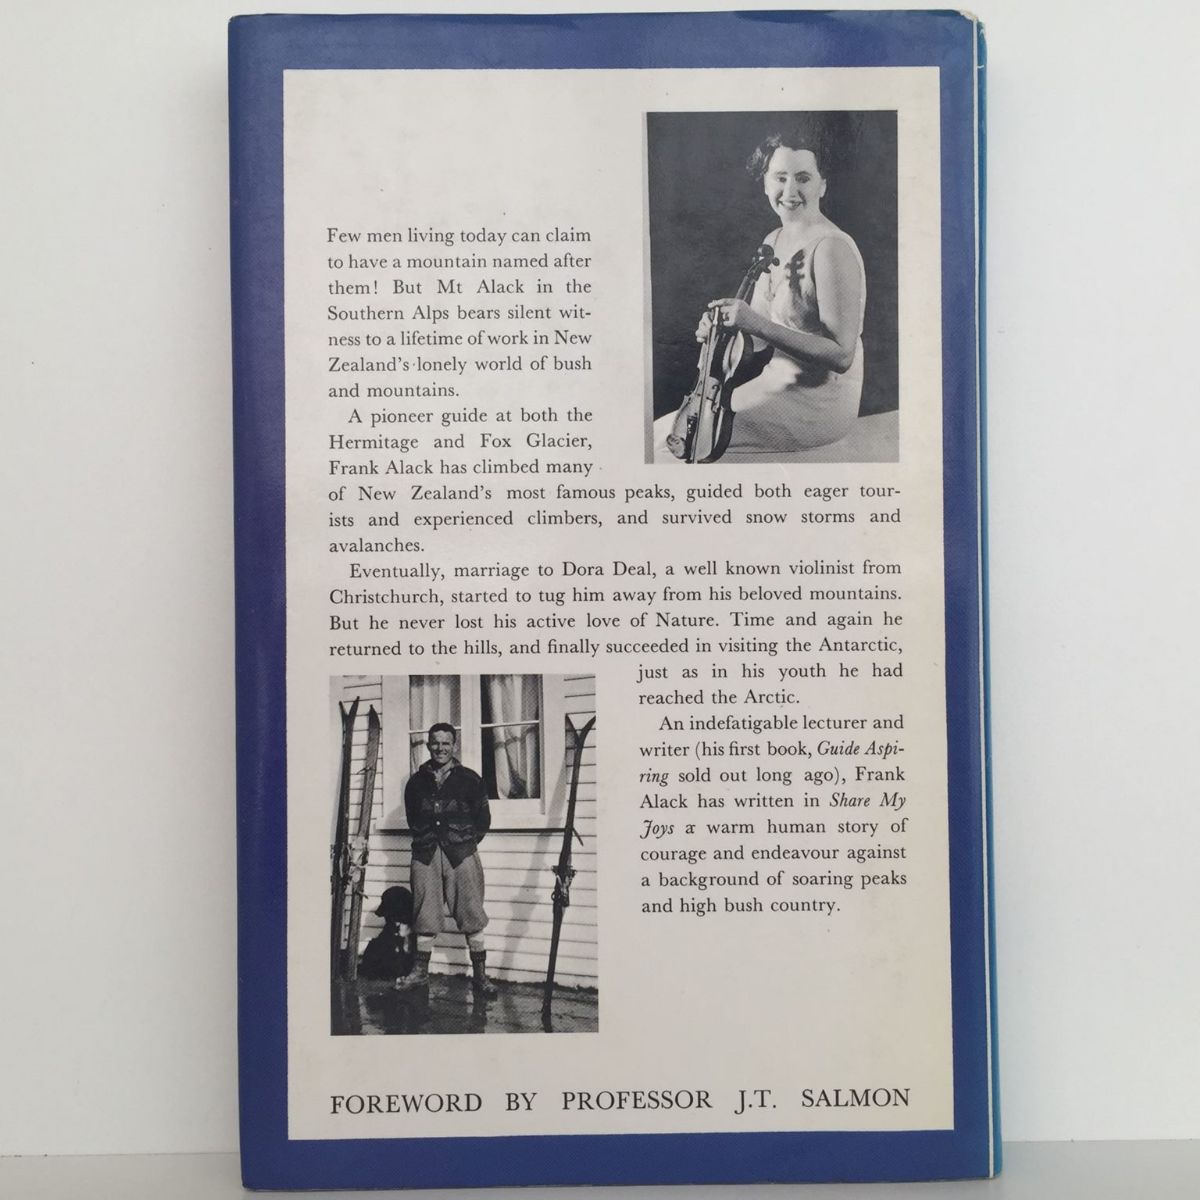 Few men living today can claim
to have a mountain named after
them! But Mt Alack in the
Southern Alps bears silent wit-
ness to a lifetime of work in New
Zealand's lonely world of bush
and mountains.
A pioneer guide at both the
Hermitage and Fox Glacier,
Frank Alack has climbed many
of New Zealand's most famous peaks, guided both eager tour-
ists and experienced climbers, and survived snow storms and
avalanches.
Eventually, marriage to Dora Deal, a well known violinist from
Christchurch, started to tug him away from his beloved mountains.
But he never lost his active love of Nature. Time and again he
returned to the hills, and finally succeeded in visiting the Antarctic,
just as in his youth he had
reached the Arctic.
An indefatigable lecturer and
writer (his first book, Guide Aspi-
ring sold out long ago), Frank
Alack has written in Share My
Joys a warm human story of
courage and endeavour against
a background of soaring peaks
and high bush country.
FOREWORD BY PROFESSOR J.T. SALMON